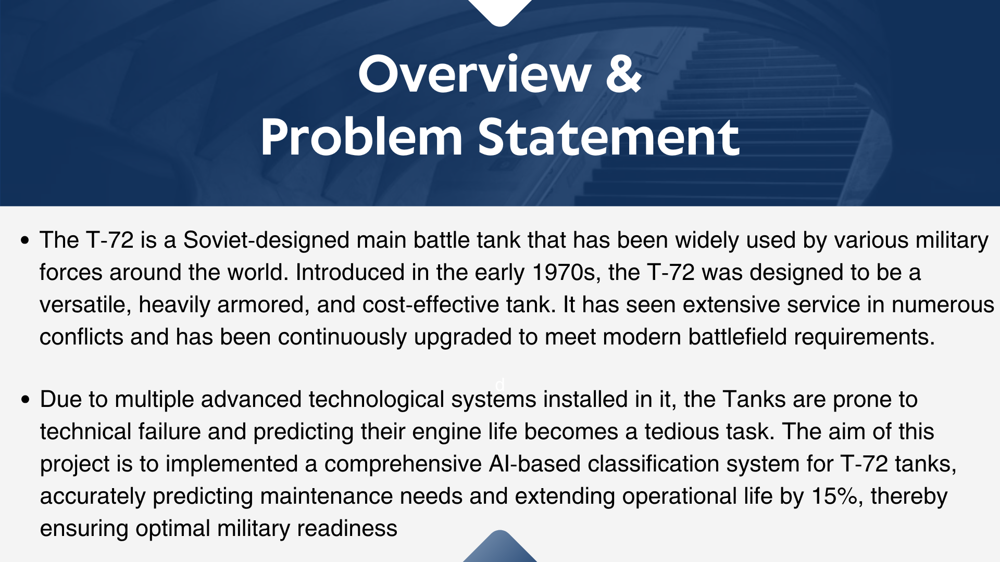 Overview &
Problem Statement
• The T-72 is a Soviet-designed main battle tank that has been widely used by various military
forces around the world. Introduced in the early 1970s, the T-72 was designed to be a
versatile, heavily armored, and cost-effective tank. It has seen extensive service in numerous
conflicts and has been continuously upgraded to meet modern battlefield requirements.
d
• Due to multiple advanced technological systems installed in it, the Tanks are prone to
technical failure and predicting their engine life becomes a tedious task. The aim of this
project is to implemented a comprehensive AI-based classification system for T-72 tanks,
accurately predicting maintenance needs and extending operational life by 15%, thereby
ensuring optimal military readiness